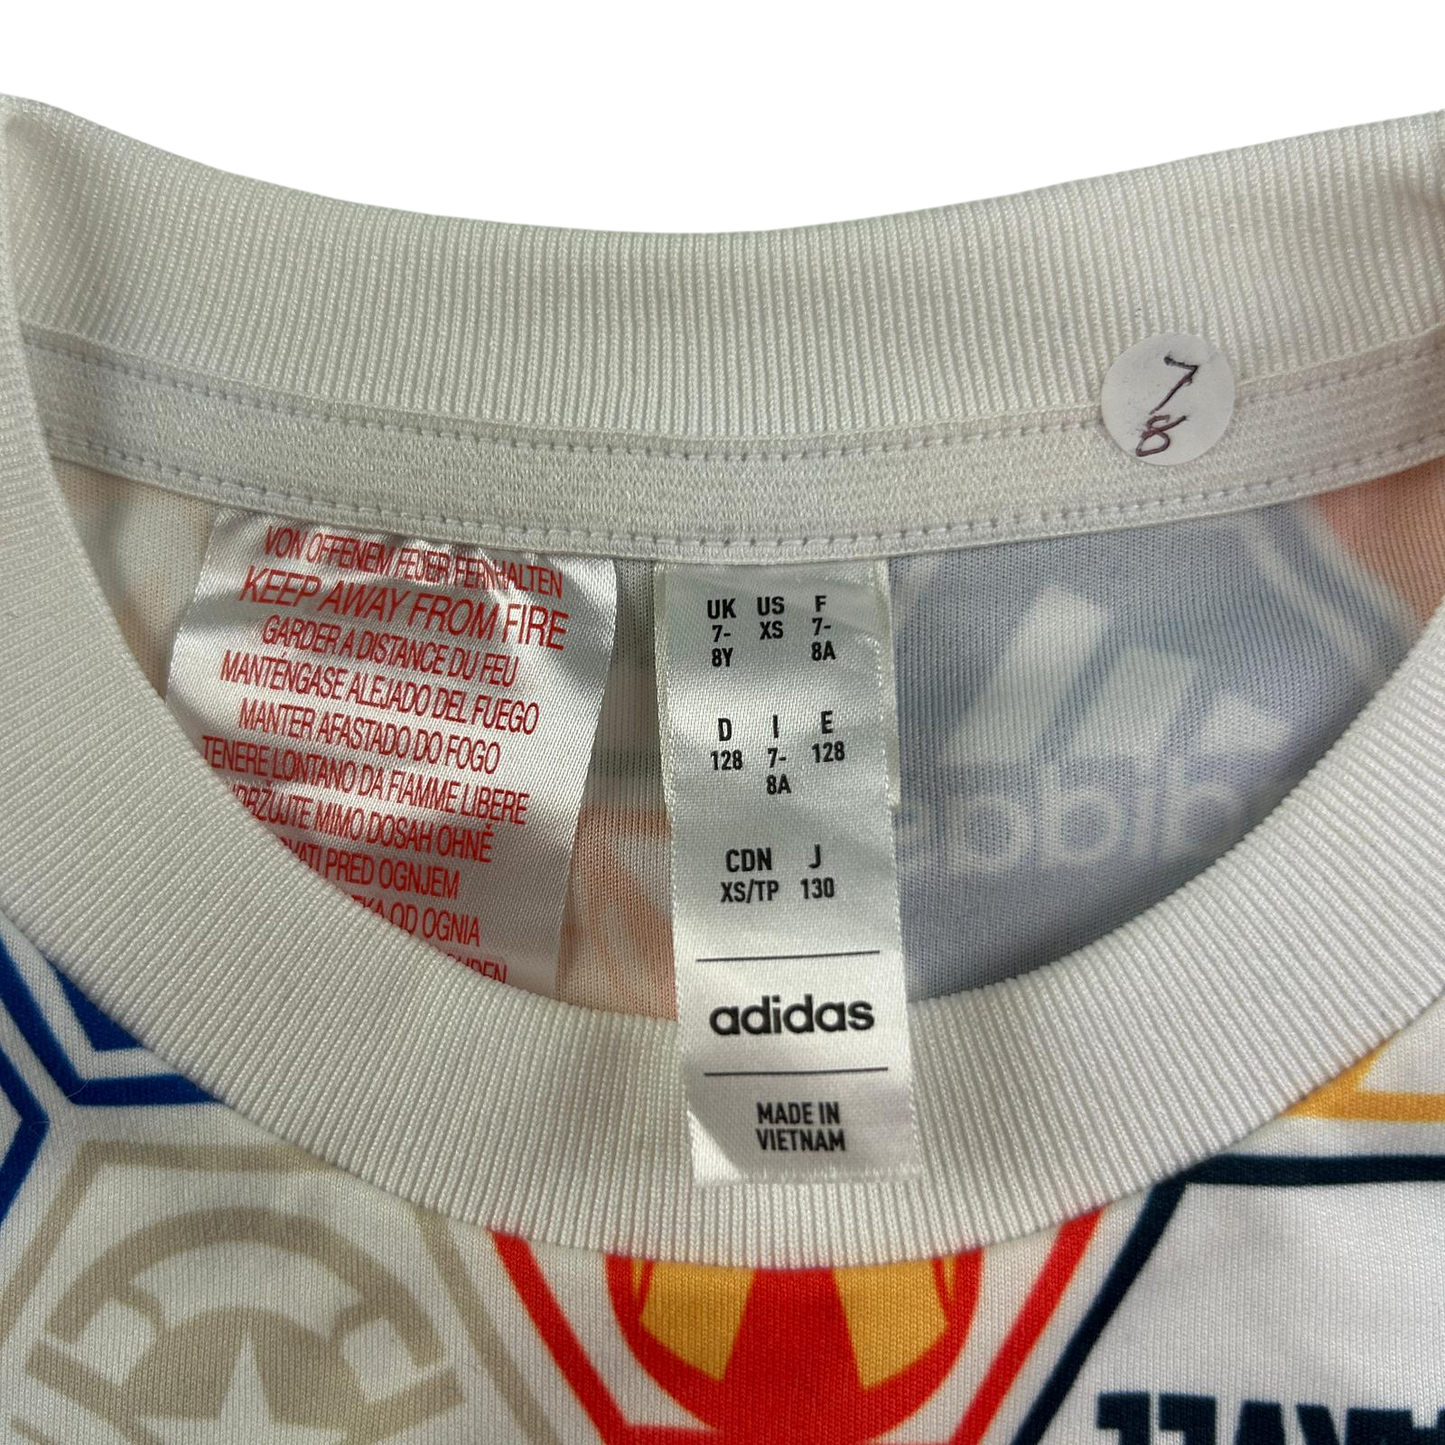 7
8
VON OFFENEM FEUER FERNHALTEN
KEEP AWAY FROM FIRE
GARDER A DISTANCE DU FEU
MANTÉNGASE ALEJADO DEL FUEGO
MANTER AFASTADO DO FOGO
TENERE LONTANO DA FIAMME LIBERE
MIMO DOSAH OHNĚ
PRED OGNJEM
OD OGNIA
UK US F
7- XS 7-
8Y 8A
D I E
128 7- 128
8A
CDN J
XS/TP 130
adidas
MADE IN
VIETNAM
adidas